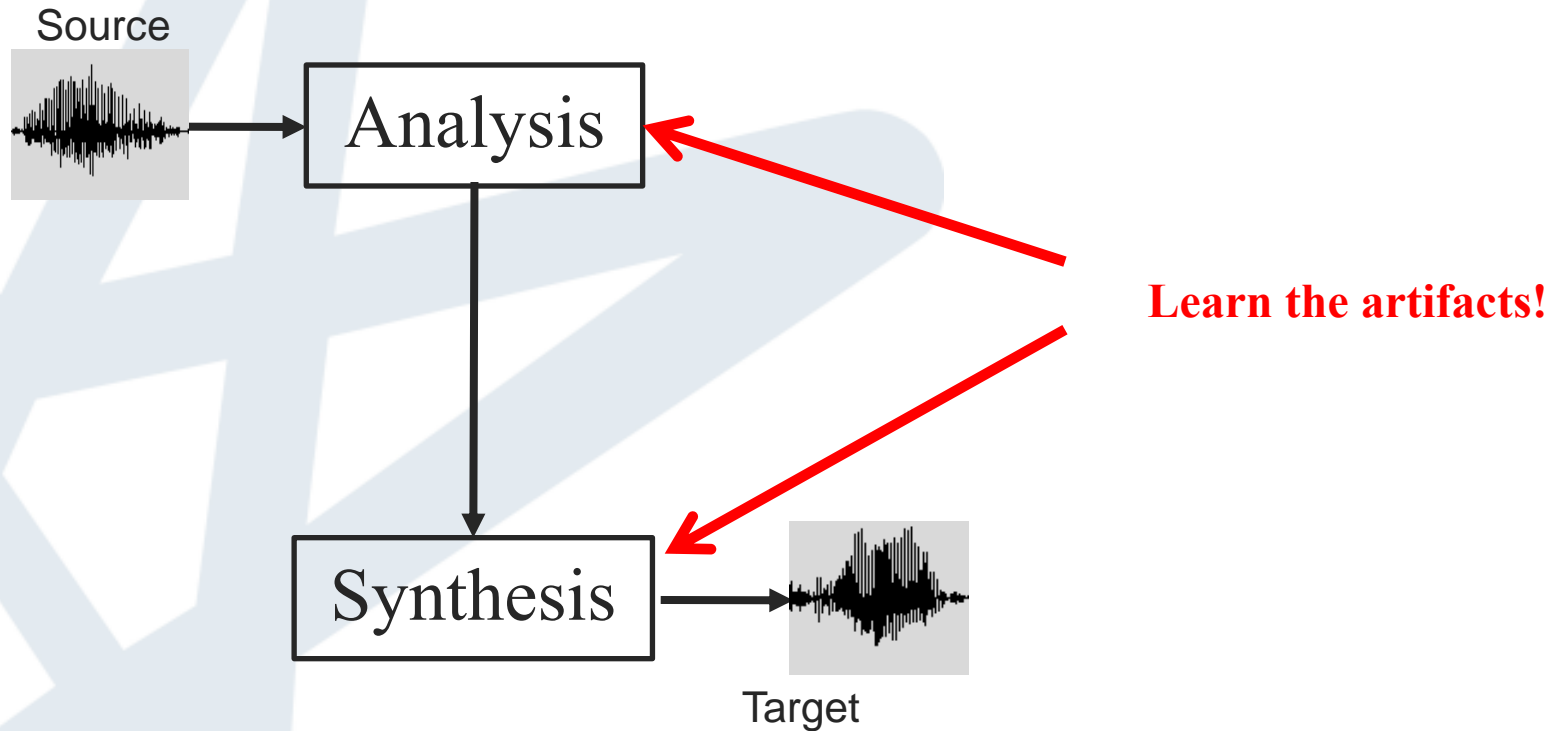 Source
Analysis
Learn the artifacts!
Synthesis
Target